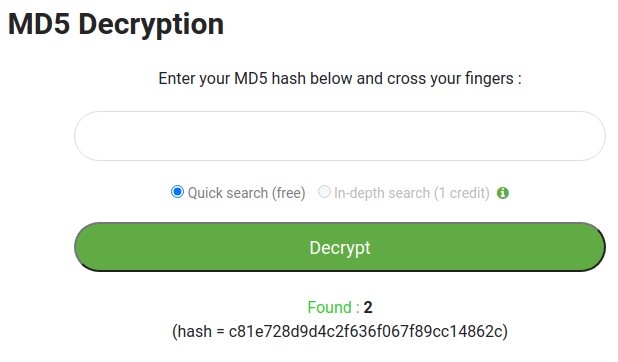 MD5 Decryption
Enter your MD5 hash below and cross your fingers :
Quick search (free) In-depth search (1 credit)
Decrypt
Found : 2
(hash = c81e728d9d4c2f636f067f89cc14862c)